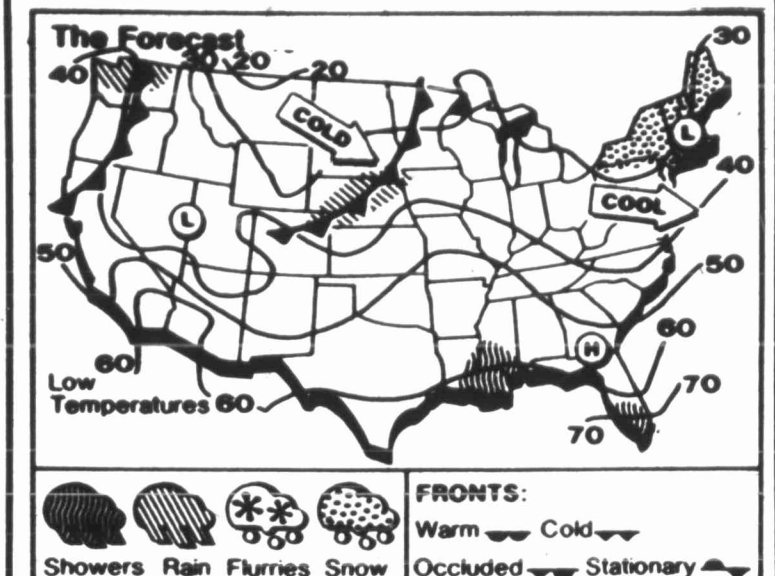 The Forecast
30
40
30 20
20
COLD
L
40
COOL
L
50
50
H
60
60
Low
Temperatures 60
70
70
FRONTS:
Warm Cold
Showers Rain Flurries Snow
Occluded Stationary